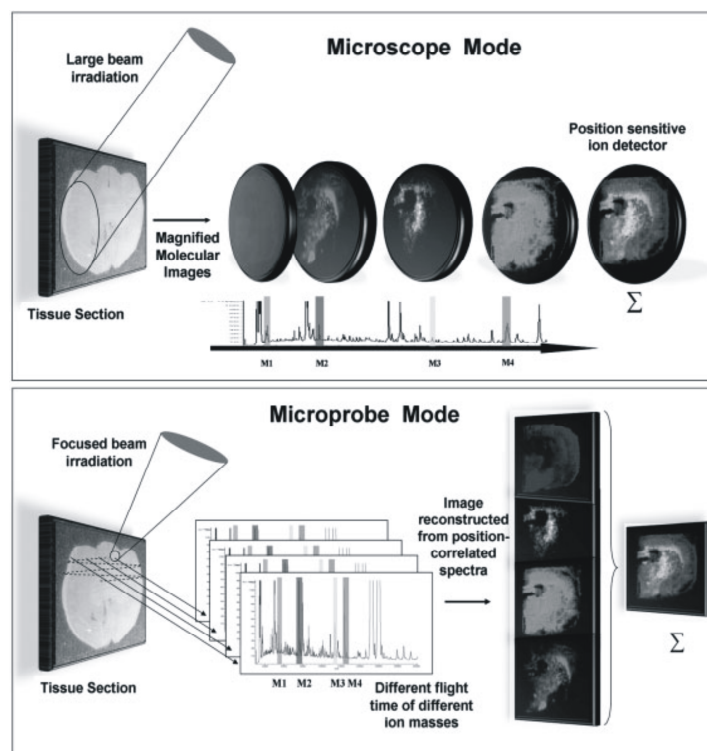 Microscope Mode
Large beam
irradiation
Position sensitive
ion detector
Magnified
Molecular
Images
Tissue Section
Σ
M1
M2
M3
M4
Microprobe Mode
Focused beam
irradiation
Image
reconstructed
from position-
correlated
spectra
Tissue Section
M1
M2
M3
M4
Different flight
time of different
ion masses
Σ